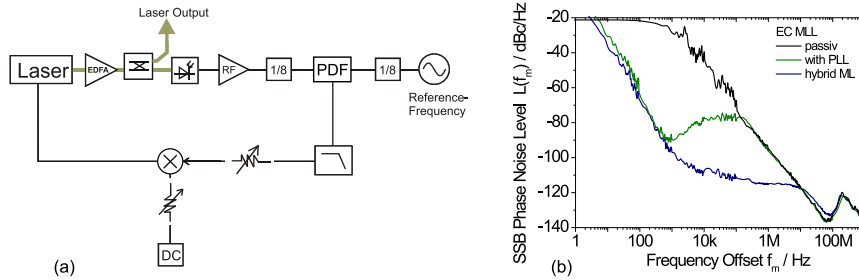 Laser Output
Laser
EDFA
RF
1/8
PDF
1/8
Reference-
Frequency
DC
(a)
SSB Phase Noise Level L(fm) / dBc/Hz
-20
-40
-60
-80
-100
-120
-140
EC MLL
passiv
with PLL
hybrid ML
1
100
10k
1M
100M
Frequency Offset fm / Hz
(b)